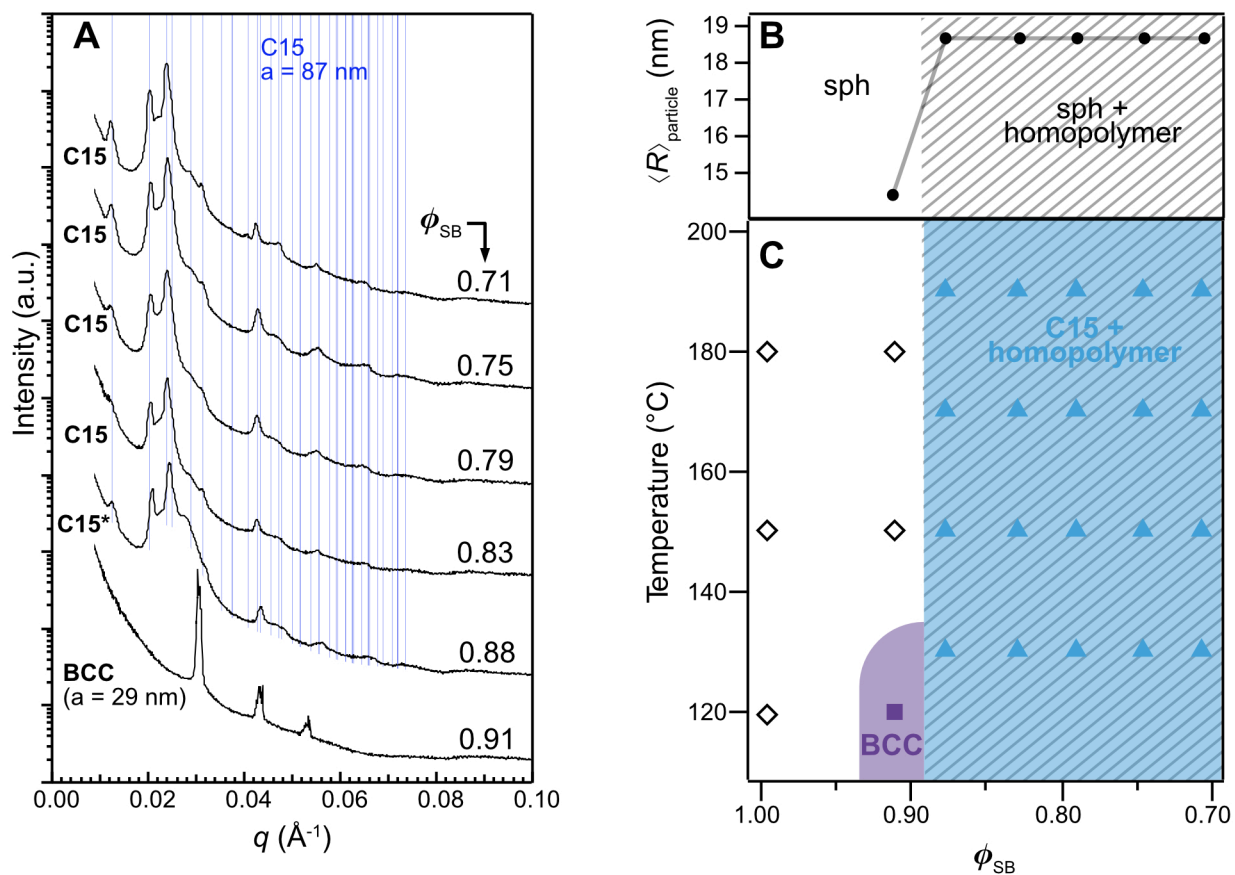 A
C15
a = 87 nm
C15
C15
C15
C15
C15*
BCC
(a = 29 nm)
ϕSB
0.71
0.75
0.79
0.83
0.88
0.91
Intensity (a.u.)
0.00 0.02 0.04 0.06 0.08 0.10
q (Å-1)
B
sph
sph +
homopolymer
19
18
17
16
15
⟨R⟩particle (nm)
C
C15 +
homopolymer
BCC
200
180
160
140
120
Temperature (°C)
1.00 0.90 0.80 0.70
ϕSB